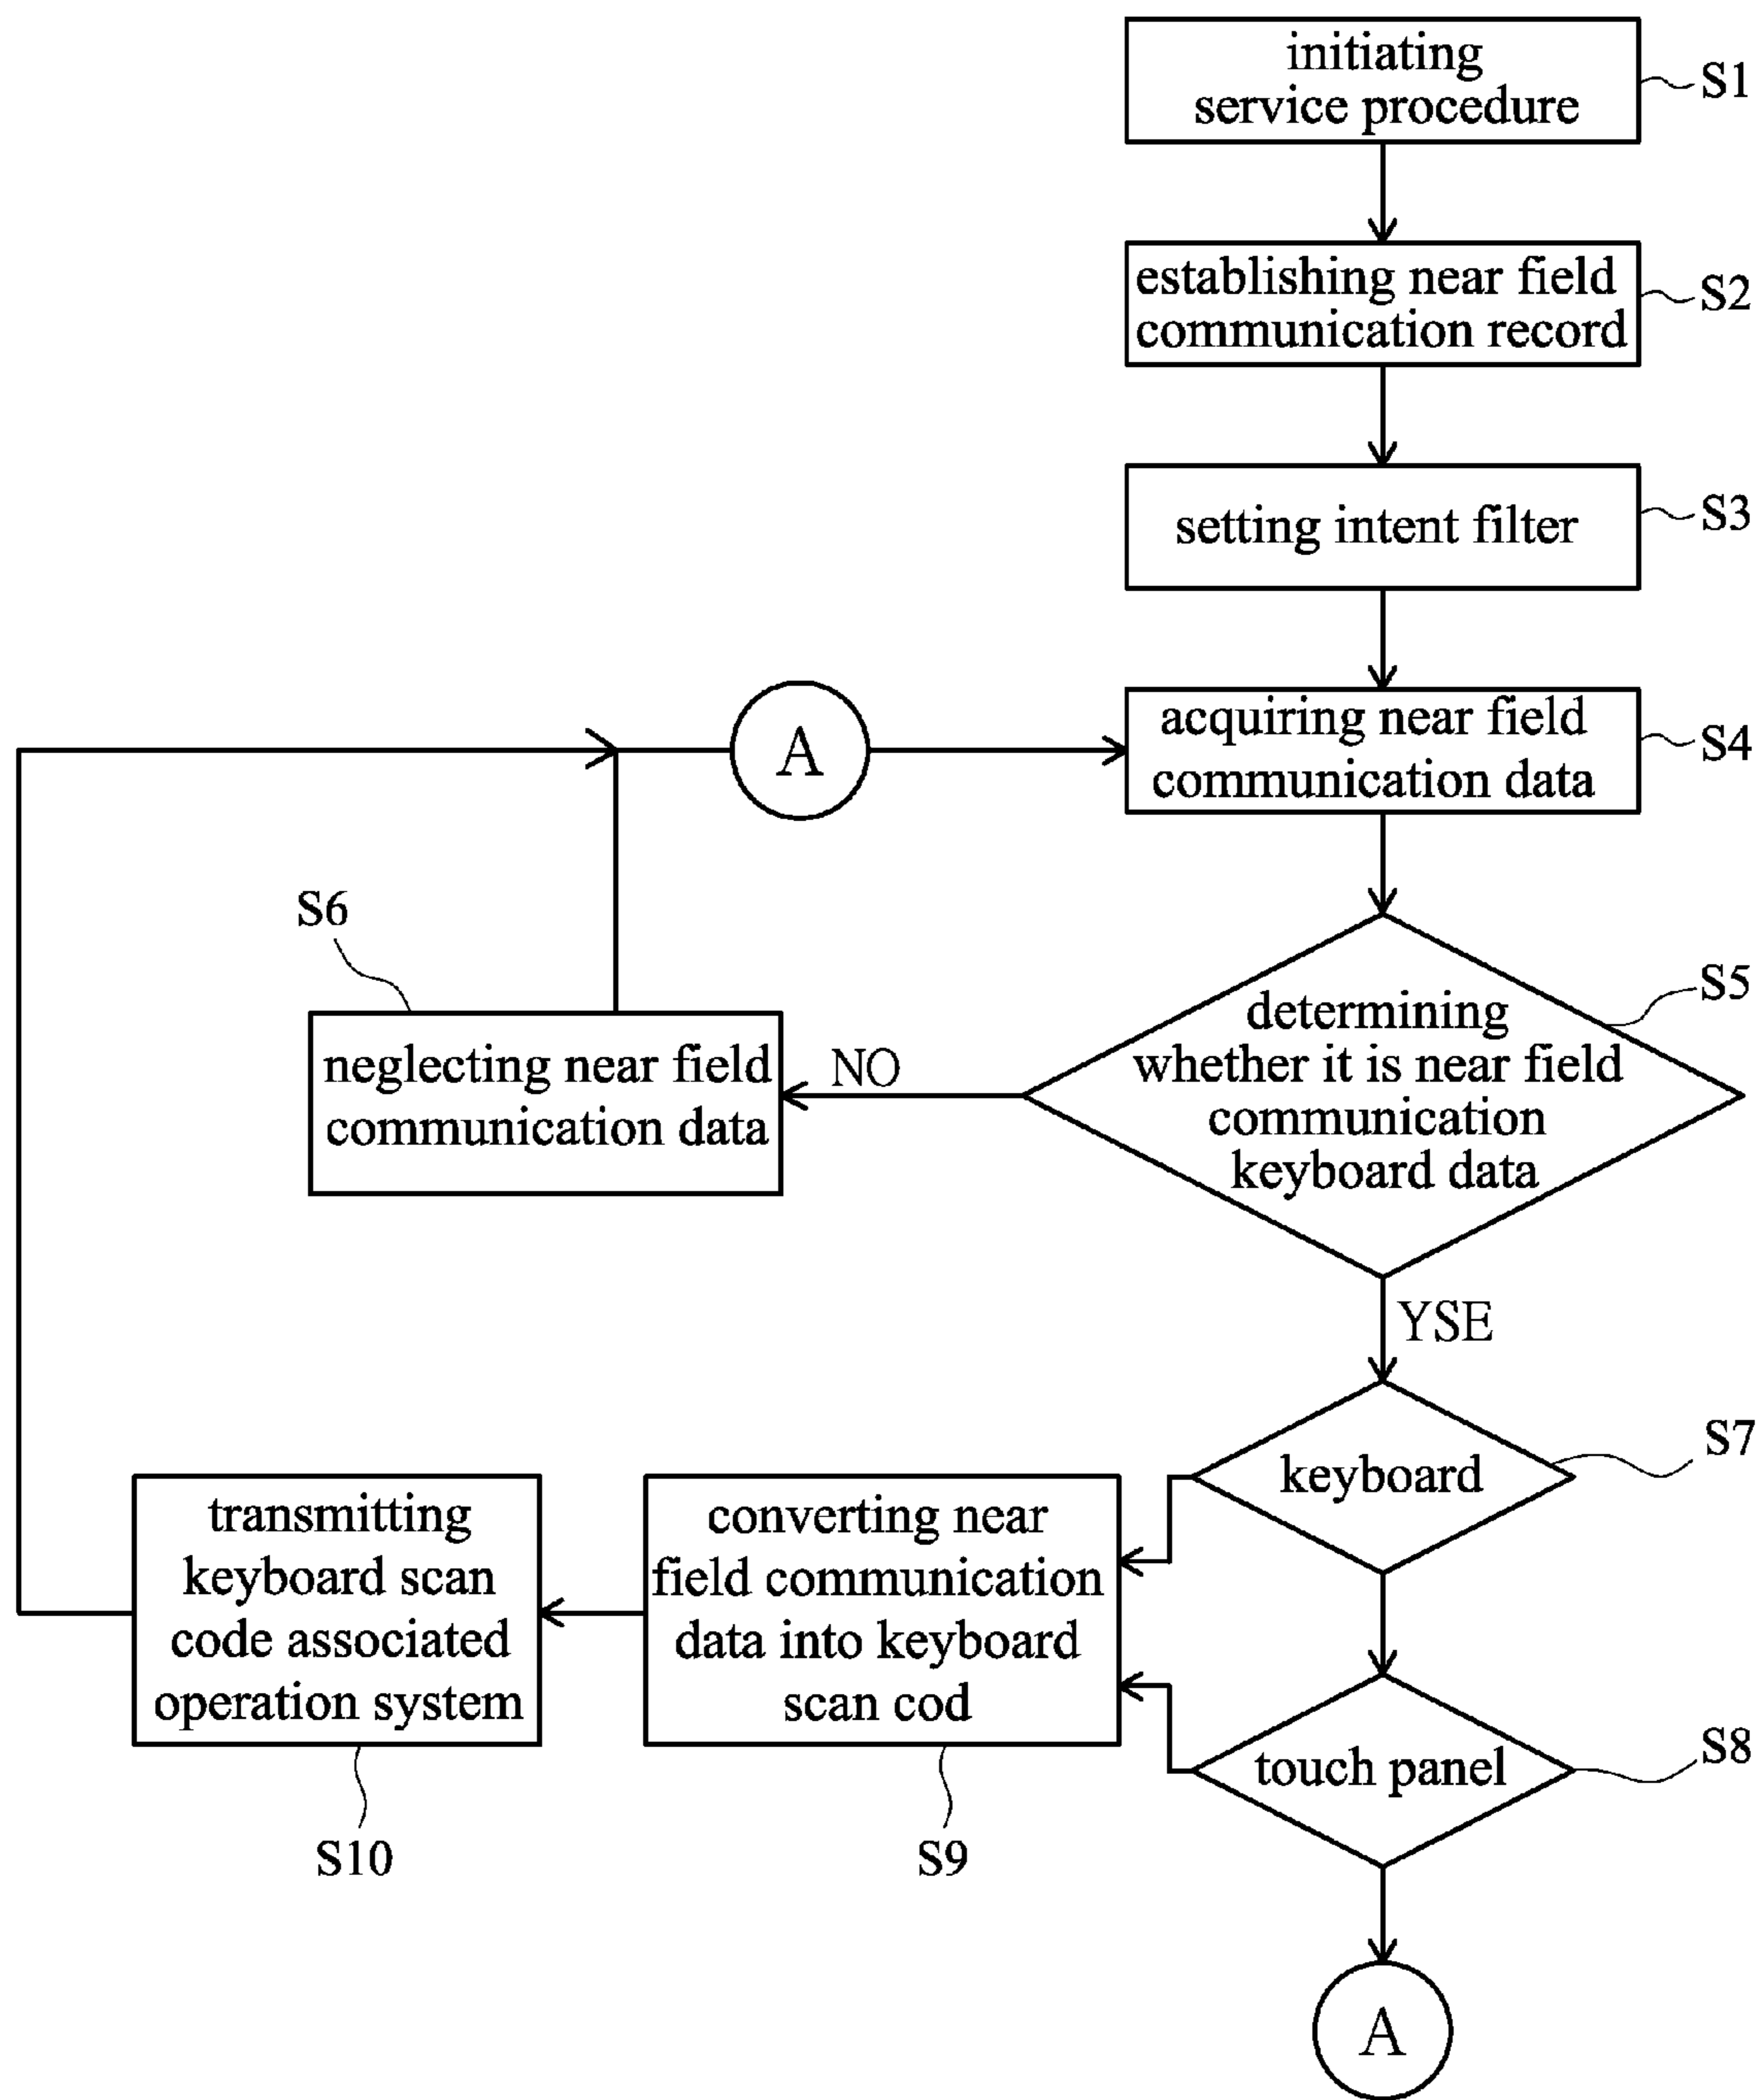 initiating
service procedure
S1
establishing near field
communication record
S2
setting intent filter
S3
A
acquiring near field
communication data
S4
S6
neglecting near field
communication data
NO
determining
whether it is near field
communication
keyboard data
S5
YSE
keyboard
S7
transmitting
keyboard scan
code associated
operation system
S10
converting near
field communication
data into keyboard
scan cod
S9
touch panel
S8
A